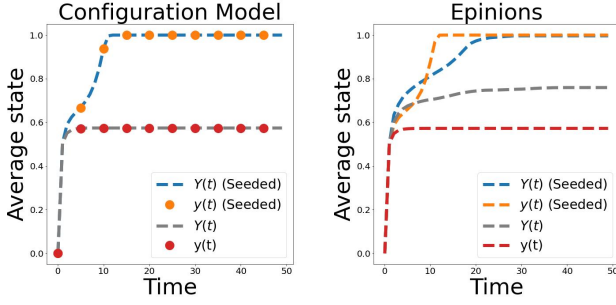 Configuration Model
Average state
1.0
0.8
0.6
0.4
0.2
0.0
0
10
20
30
40
50
Time
Y(t) (Seeded)
y(t) (Seeded)
Y(t)
y(t)
Epinions
Average state
1.0
0.8
0.6
0.4
0.2
0.0
0
10
20
30
40
50
Time
Y(t) (Seeded)
y(t) (Seeded)
Y(t)
y(t)